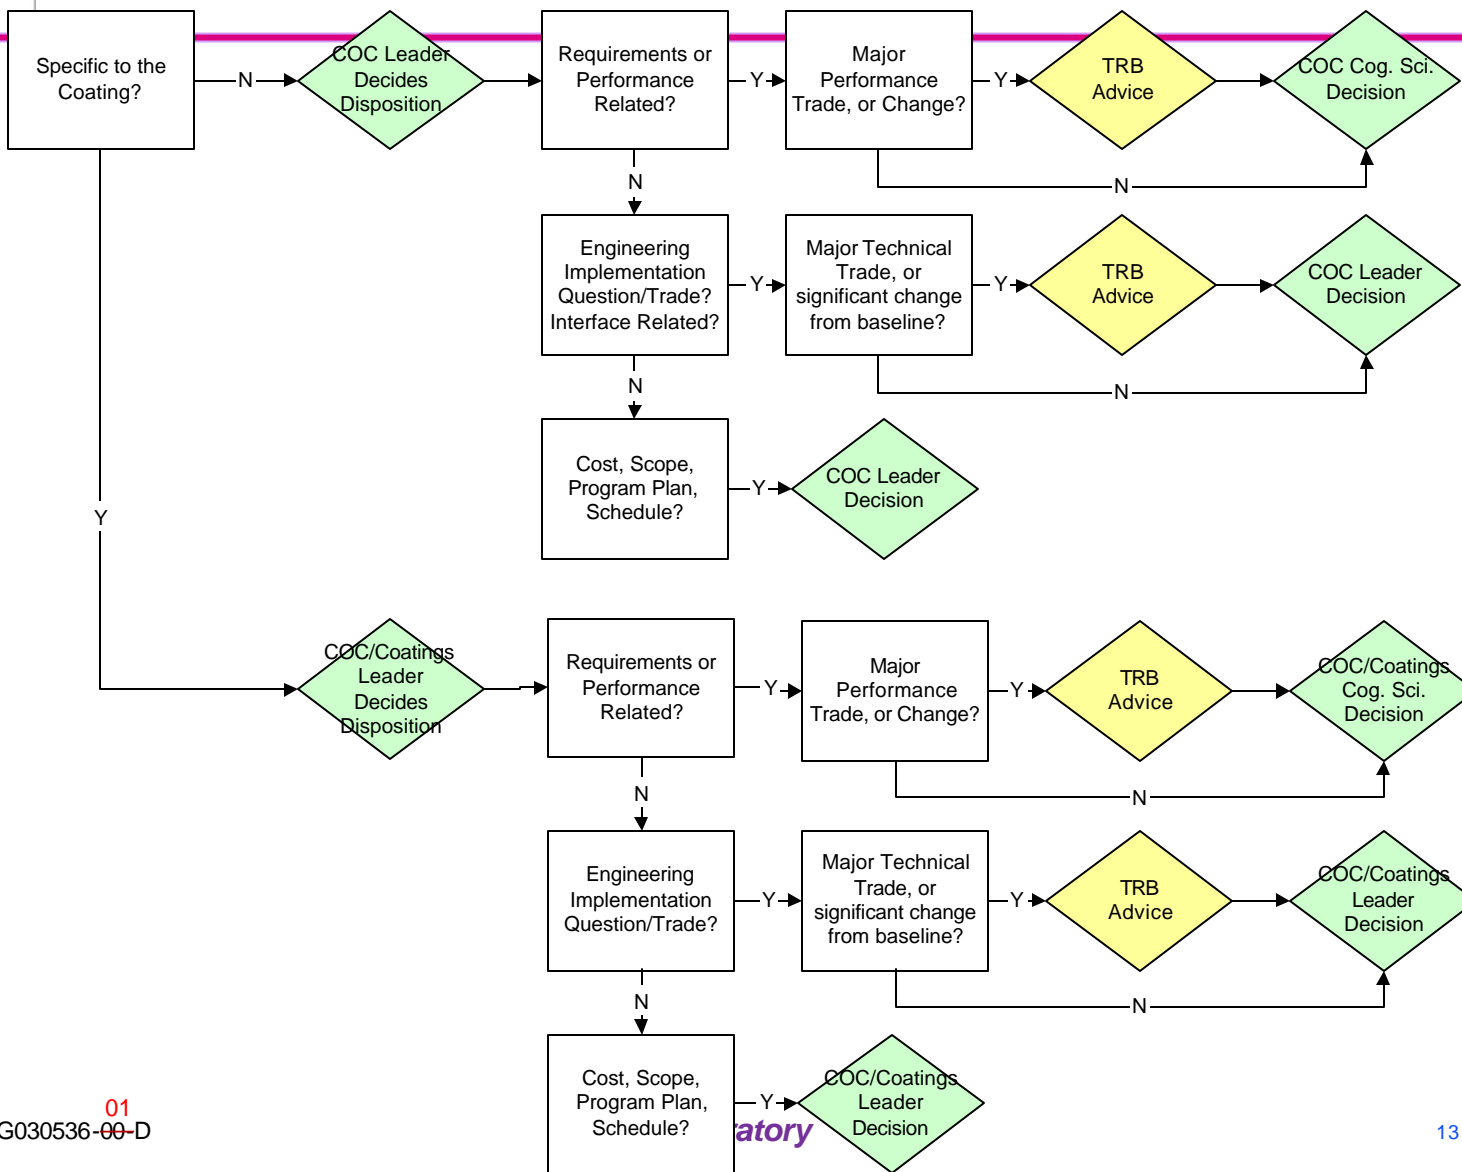 Specific to the
Coating?
N
COC Leader
Decides
Disposition
Requirements or
Performance
Related?
Y
Major
Performance
Trade, or Change?
Y
TRB
Advice
COC Cog. Sci.
Decision
N
N
Engineering
Implementation
Question/Trade?
Interface Related?
Y
Major Technical
Trade, or
significant change
from baseline?
Y
TRB
Advice
COC Leader
Decision
N
N
Cost, Scope,
Program Plan,
Schedule?
Y
COC Leader
Decision
Y
COC/Coatings
Leader
Decides
Disposition
Requirements or
Performance
Related?
Y
Major
Performance
Trade, or Change?
Y
TRB
Advice
COC/Coatings
Cog. Sci.
Decision
N
N
Engineering
Implementation
Question/Trade?
Y
Major Technical
Trade, or
significant change
from baseline?
Y
TRB
Advice
COC/Coatings
Leader
Decision
N
N
Cost, Scope,
Program Plan,
Schedule?
Y
COC/Coatings
Leader
Decision
01
G030536-00-D
atory
13